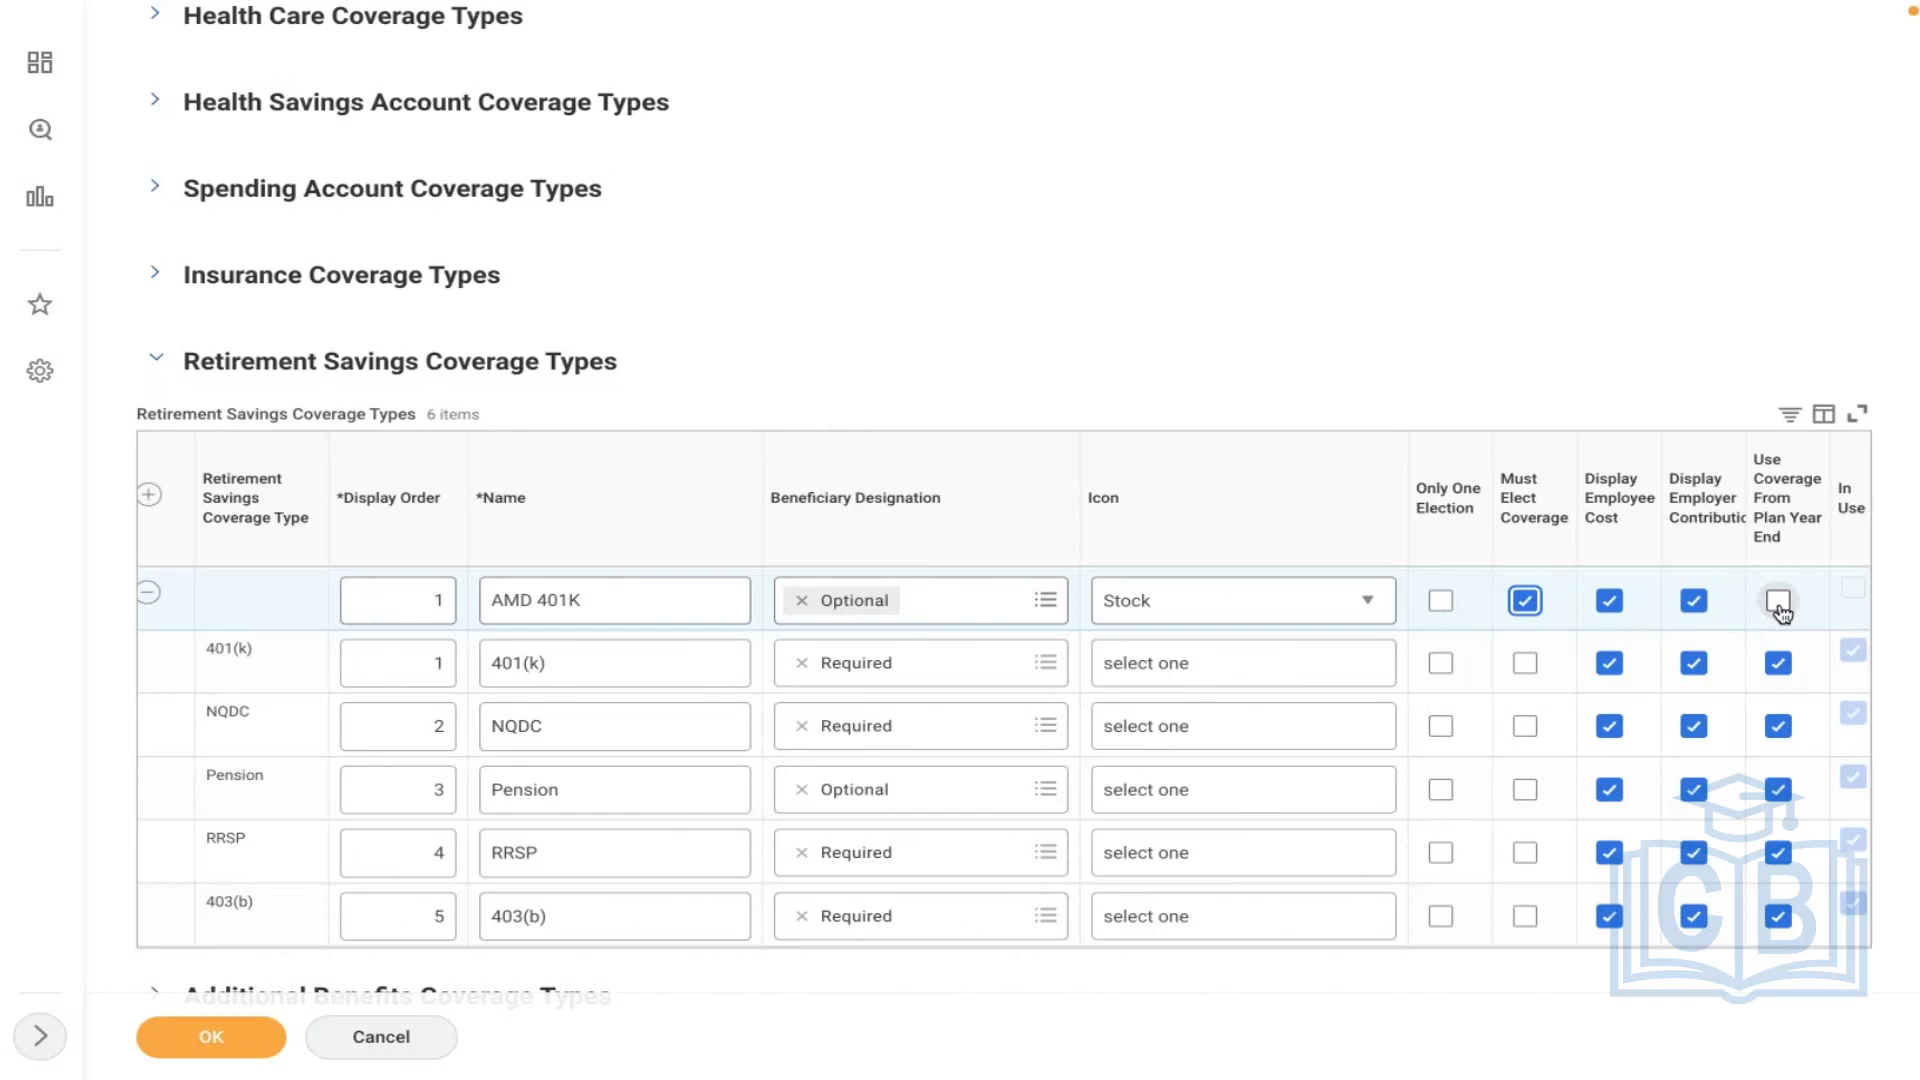 Health Care Coverage Types
Health Savings Account Coverage Types
Spending Account Coverage Types
Insurance Coverage Types
Retirement Savings Coverage Types
Retirement Savings Coverage Types 6 items
Retirement Savings Coverage Type
*Display Order
*Name
Beneficiary Designation
Icon
Only One Election
Must Elect Coverage
Display Employee Cost
Display Employer Contributic
Use Coverage From Plan Year End
In Use
1 AMD 401K Optional Stock
401(k) 1 401(k) Required select one
NQDC 2 NQDC Required select one
Pension 3 Pension Optional select one
RRSP 4 RRSP Required select one
403(b) 5 403(b) Required select one
Additional Benefits Coverage Types
OK Cancel
CB